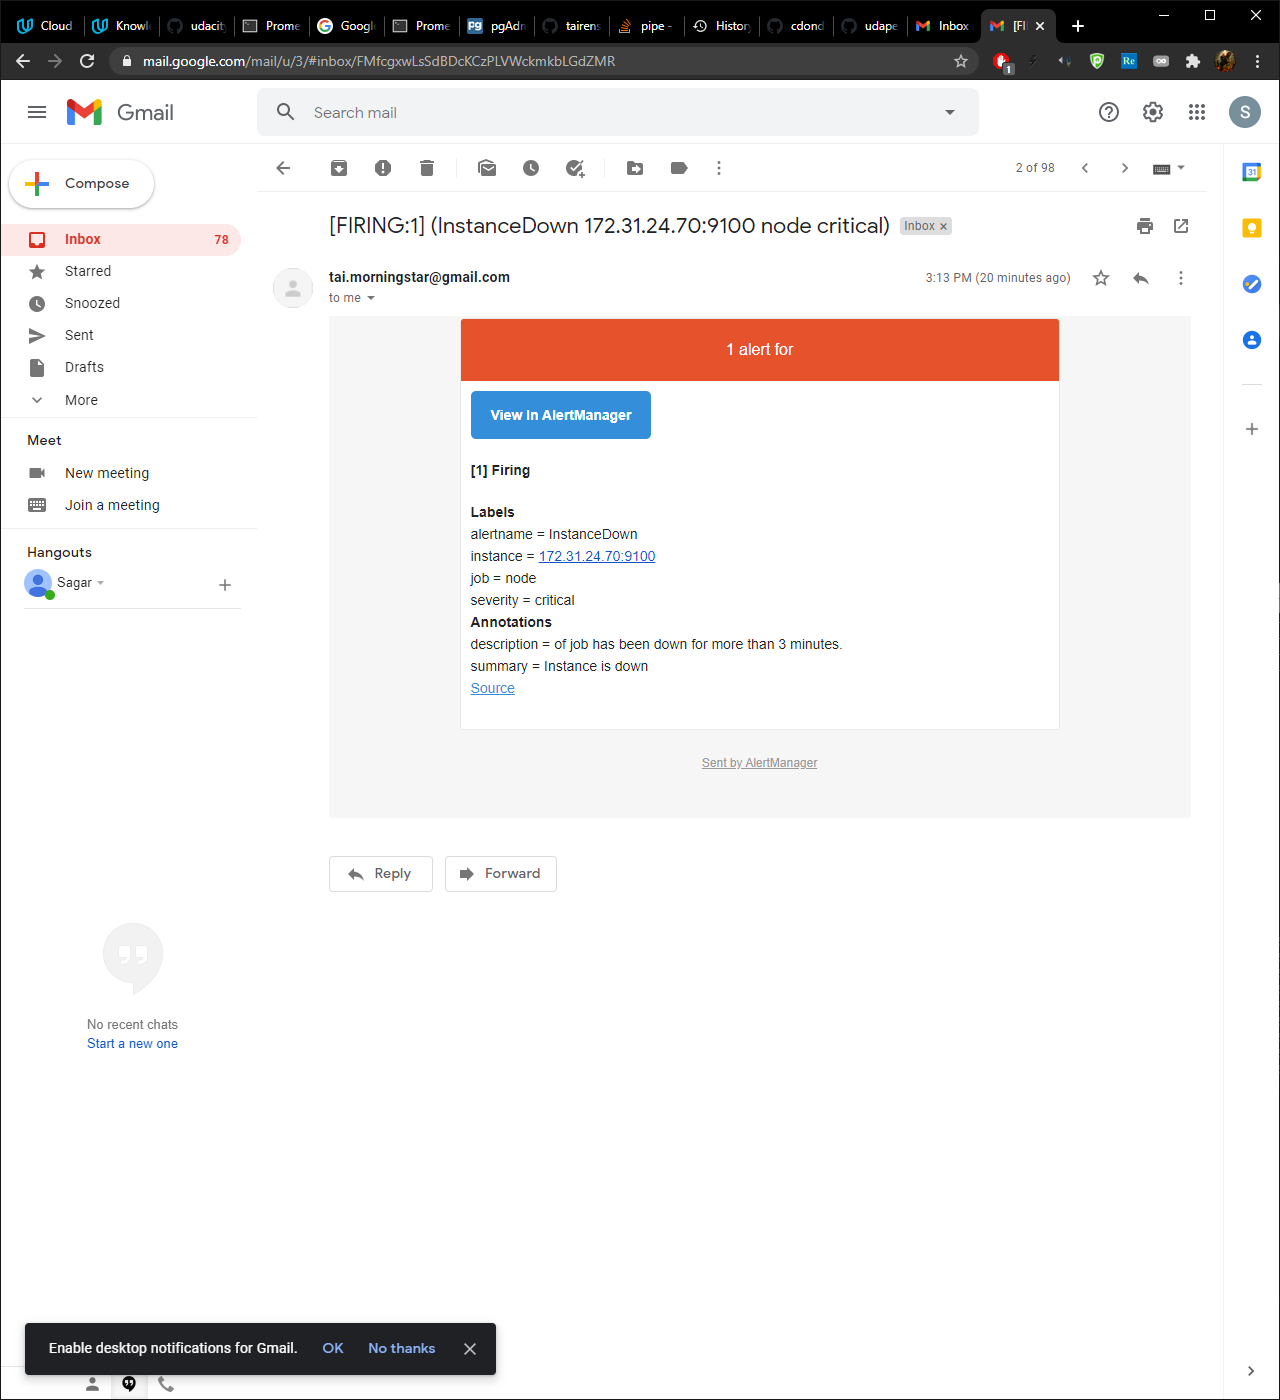 Cloud
Knowl
udacit
Prome
Google
Prome
pgAdn
tairens
pipe -
History
cdond
udape
Inbox
[FI
mail.google.com/mail/u/3/#inbox/FMfcgxwLsSdBDcKCzPLVWckmkbLGdZMR
1
Re
Gmail
Search mail
S
Compose
2 of 98
31
Inbox 78
Starred
Snoozed
Sent
Drafts
More
Meet
New meeting
Join a meeting
Hangouts
Sagar
No recent chats
Start a new one
[FIRING:1] (InstanceDown 172.31.24.70:9100 node critical) Inbox x
tai.morningstar@gmail.com 3:13 PM (20 minutes ago)
to me
1 alert for
View In AlertManager
[1] Firing
Labels
alertname = InstanceDown
instance = 172.31.24.70:9100
job = node
severity = critical
Annotations
description = of job has been down for more than 3 minutes.
summary = Instance is down
Source
Sent by AlertManager
Reply Forward
Enable desktop notifications for Gmail. OK No thanks